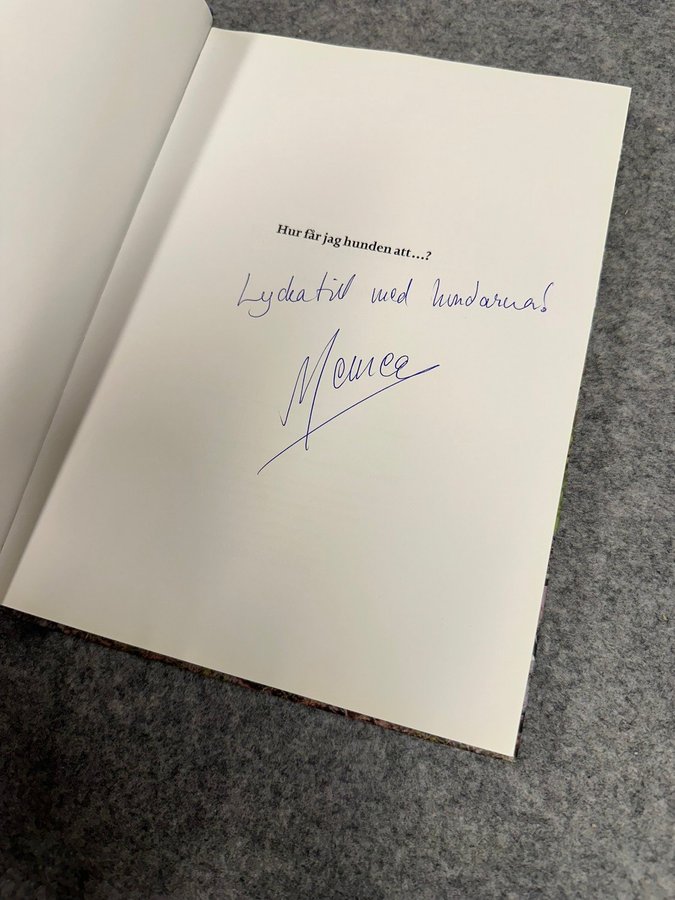 Hur får jag hunden att...?
Lycka till med hundarna!